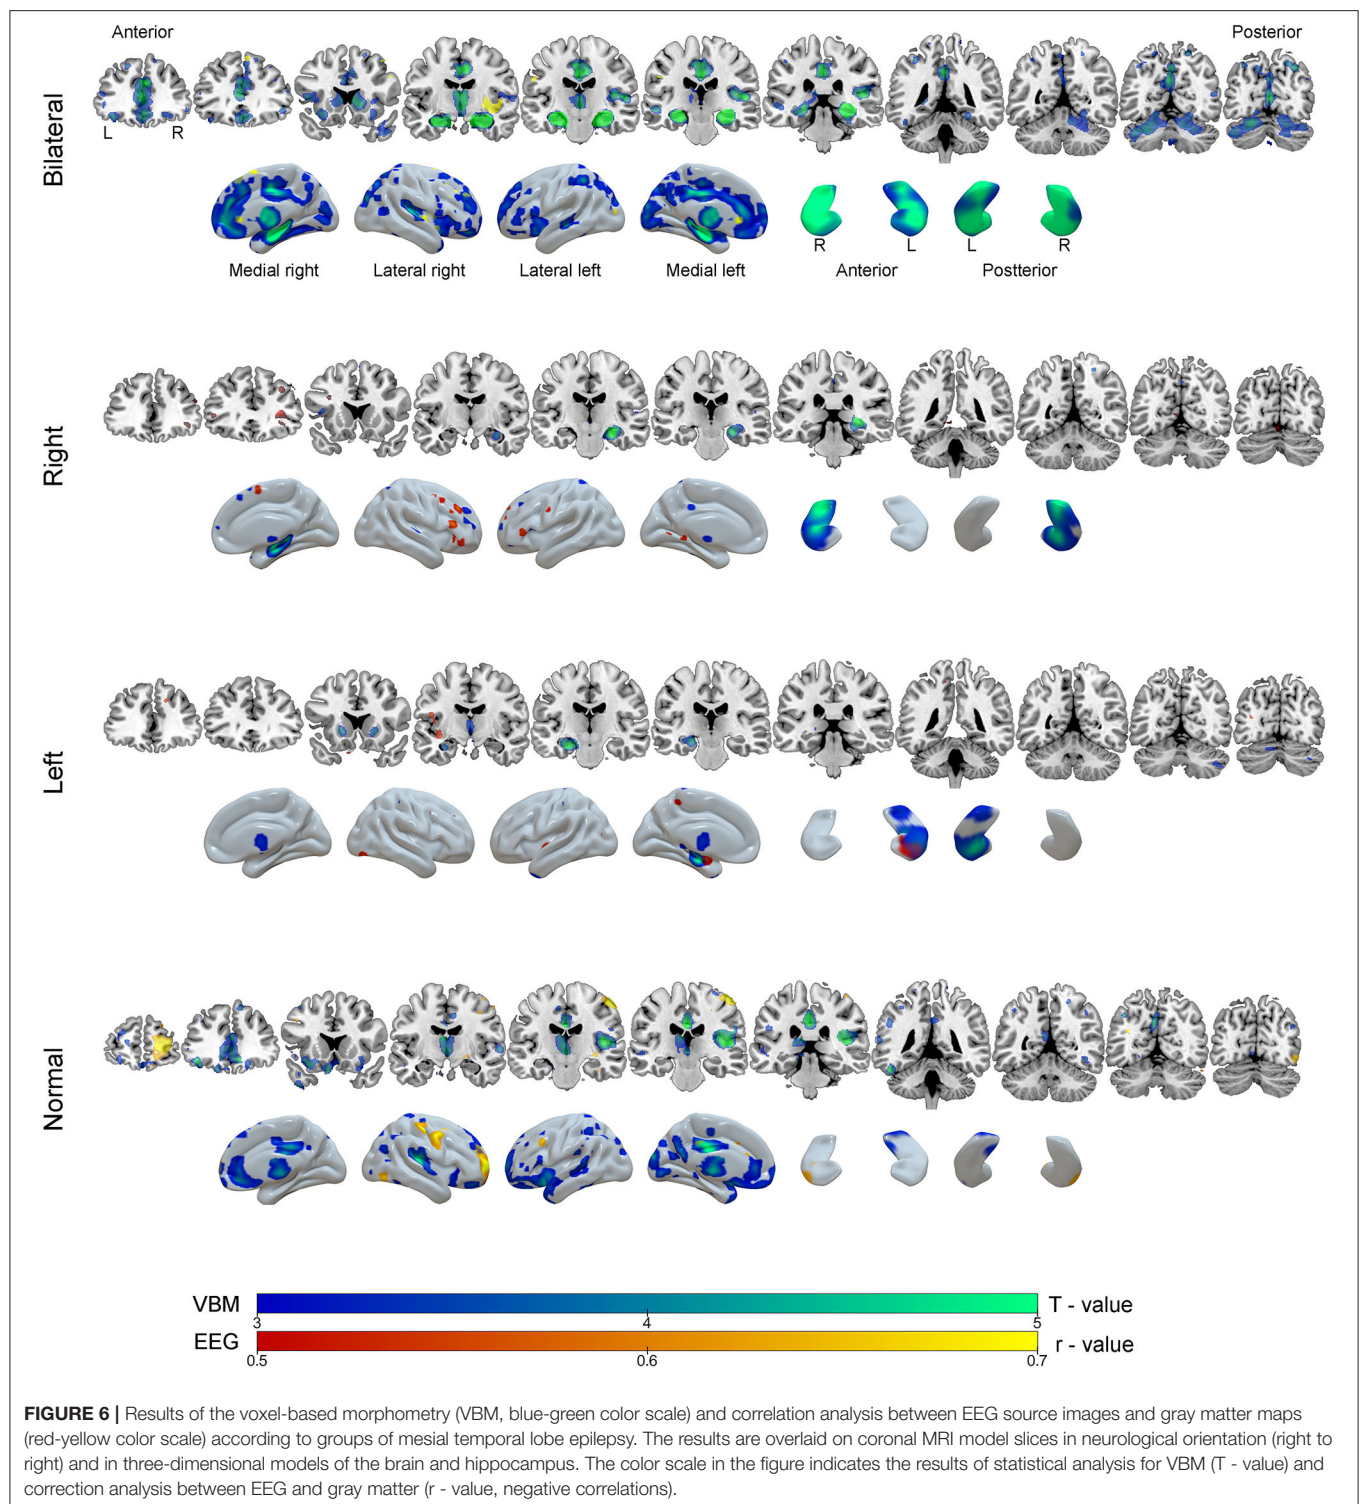 Anterior
Posterior
Bilateral
L
R
R
L
L
R
Medial right
Lateral right
Lateral left
Medial left
Anterior
Postterior
Right
Left
Normal
VBM
T - value
3
4
5
EEG
r - value
0.5
0.6
0.7
FIGURE 6 | Results of the voxel-based morphometry (VBM, blue-green color scale) and correlation analysis between EEG source images and gray matter maps
(red-yellow color scale) according to groups of mesial temporal lobe epilepsy. The results are overlaid on coronal MRI model slices in neurological orientation (right to
right) and in three-dimensional models of the brain and hippocampus. The color scale in the figure indicates the results of statistical analysis for VBM (T - value) and
correction analysis between EEG and gray matter (r - value, negative correlations).